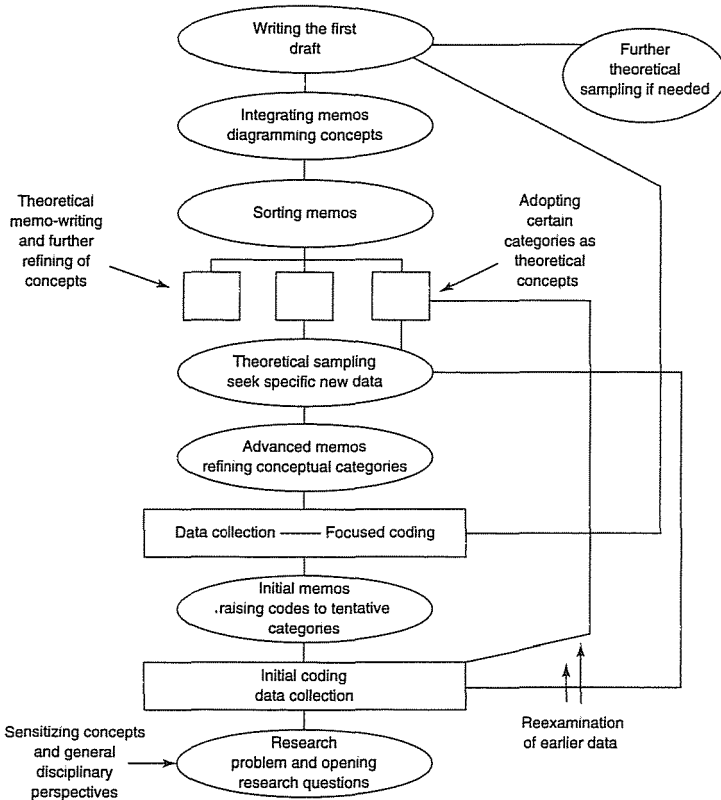 Writing the first
draft
Further
theoretical
sampling if needed
Integrating memos
diagramming concepts
Theoretical
memo-writing
and further
refining of
concepts
Sorting memos
Adopting
certain
categories as
theoretical
concepts
Theoretical sampling
seek specific new data
Advanced memos
refining conceptual categories
Data collection —— Focused coding
Initial memos
raising codes to tentative
categories
Initial coding
data collection
Sensitizing concepts
and general
disciplinary
perspectives
Research
problem and opening
research questions
Reexamination
of earlier data